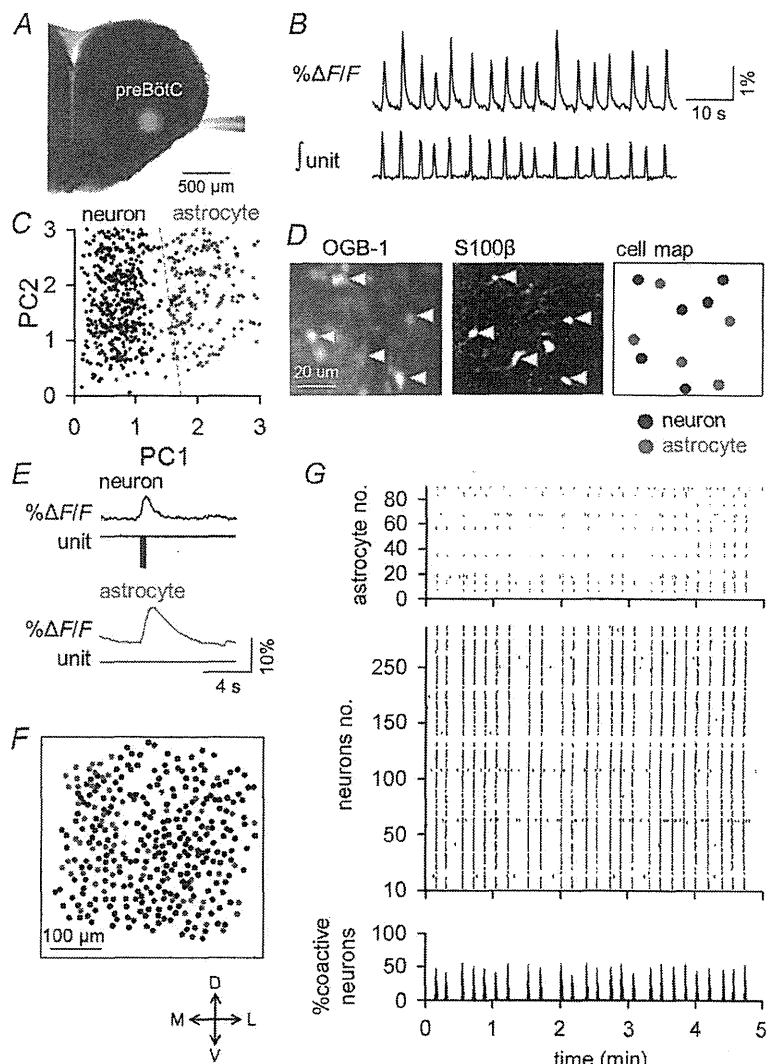 A
preBötC
500 µm
B
%ΔF/F
1%
10 s
∫unit
C
neuron astrocyte
3
2
1
0
PC2
0 1 2 3
PC1
D
OGB-1 S100β cell map
20 um
neuron
astrocyte
E
neuron
%ΔF/F
unit
astrocyte
%ΔF/F
unit
10%
4 s
F
100 µm
D
M L
V
G
astrocyte no.
80
60
40
20
0
neurons no.
250
150
100
50
10
%coactive
neurons
100
50
0
0 1 2 3 4 5
time (min)